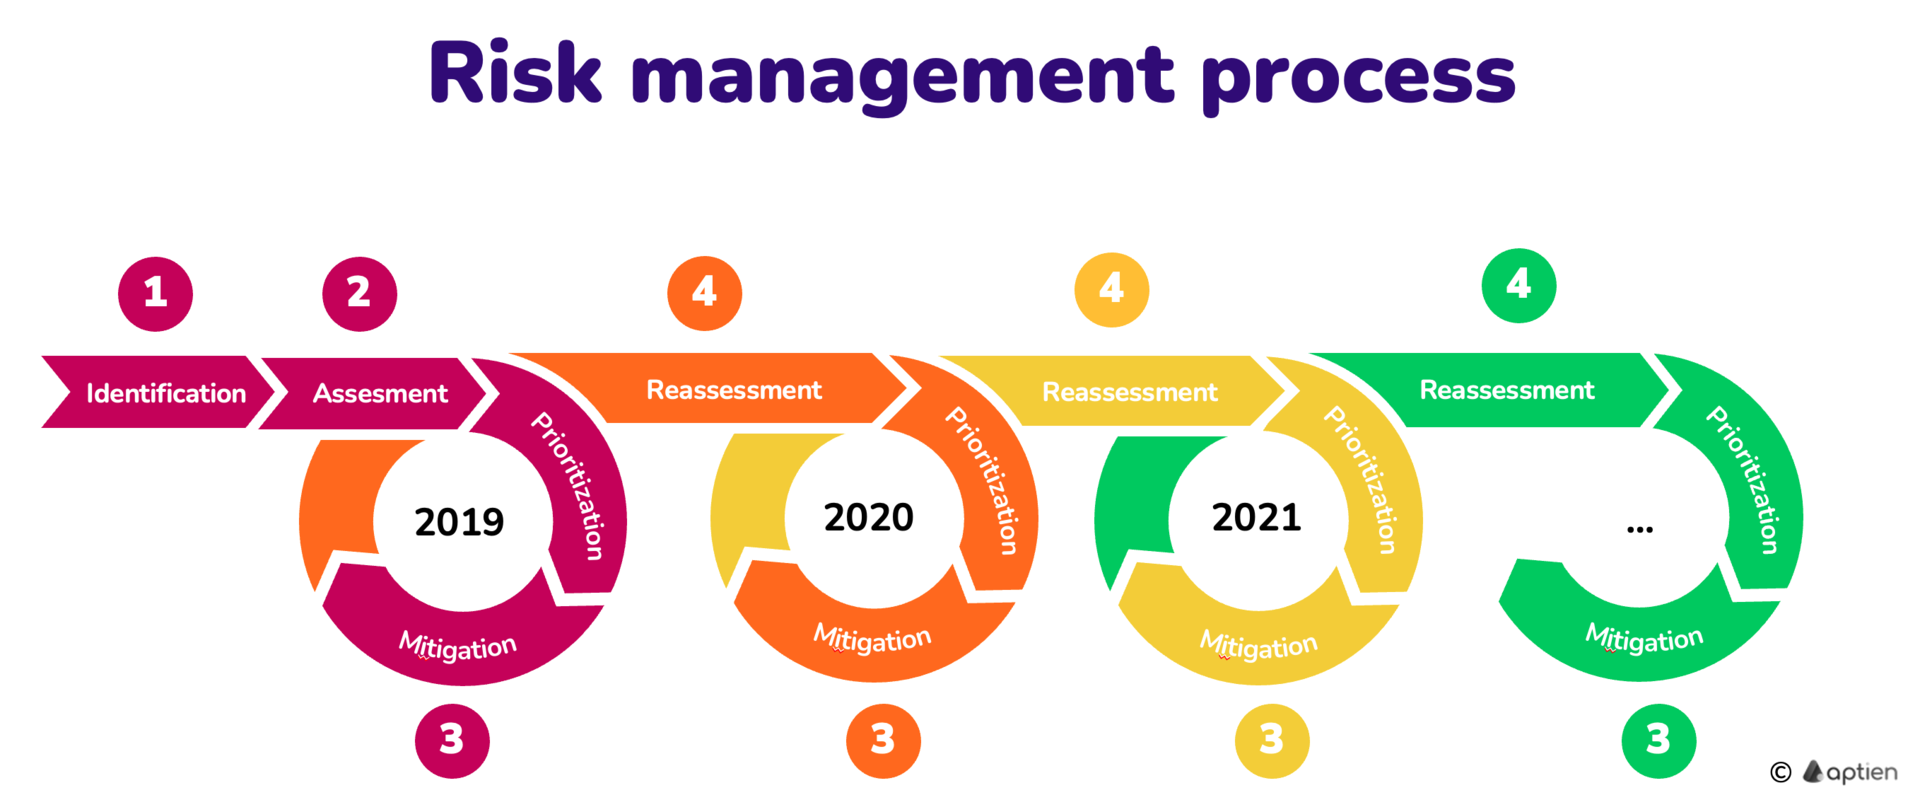 Risk management process
1
2
4
4
4
Identification
Assesment
Prioritization
Reassessment
Prioritization
Reassessment
Prioritization
Reassessment
Prioritization
2019
2020
2021
...
Mitigation
Mitigation
Mitigation
Mitigation
3
3
3
3
© aptien